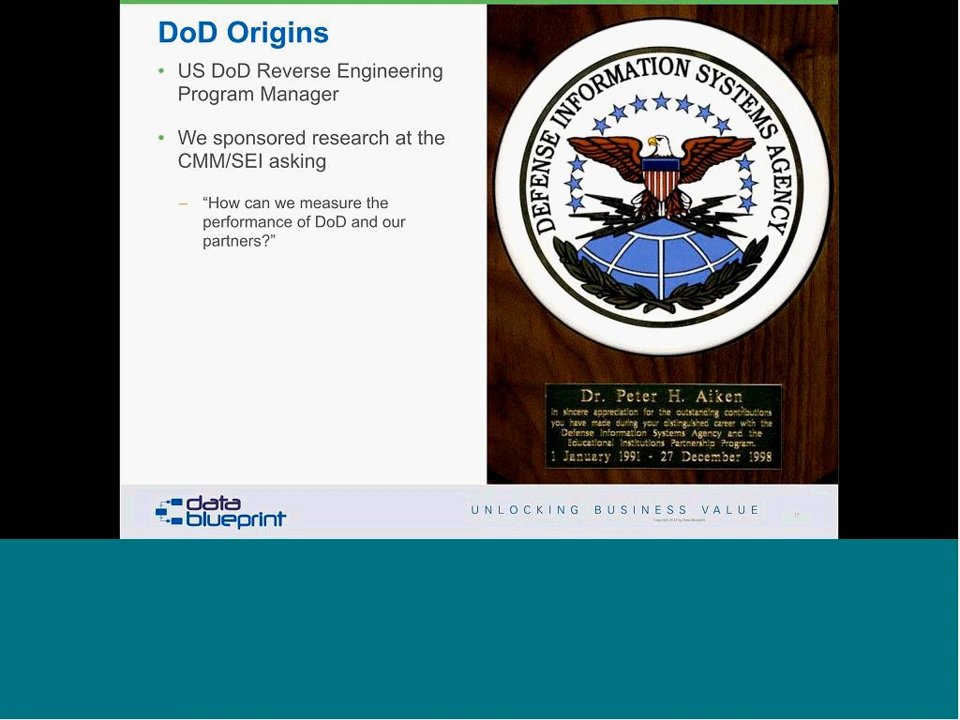 DoD Origins
• US DoD Reverse Engineering
Program Manager
• We sponsored research at the
CMM/SEI asking
– “How can we measure the
performance of DoD and our
partners?”
DEFENSE INFORMATION SYSTEMS AGENCY
Dr. Peter H. Aiken
In sincere appreciation for the outstanding contributions
you have made during your distinguished career with the
Defense Information Systems Agency and the
Educational Institutions Partnership Program.
1 January 1991 - 27 December 1998
data
blueprint
UNLOCKING BUSINESS VALUE
17